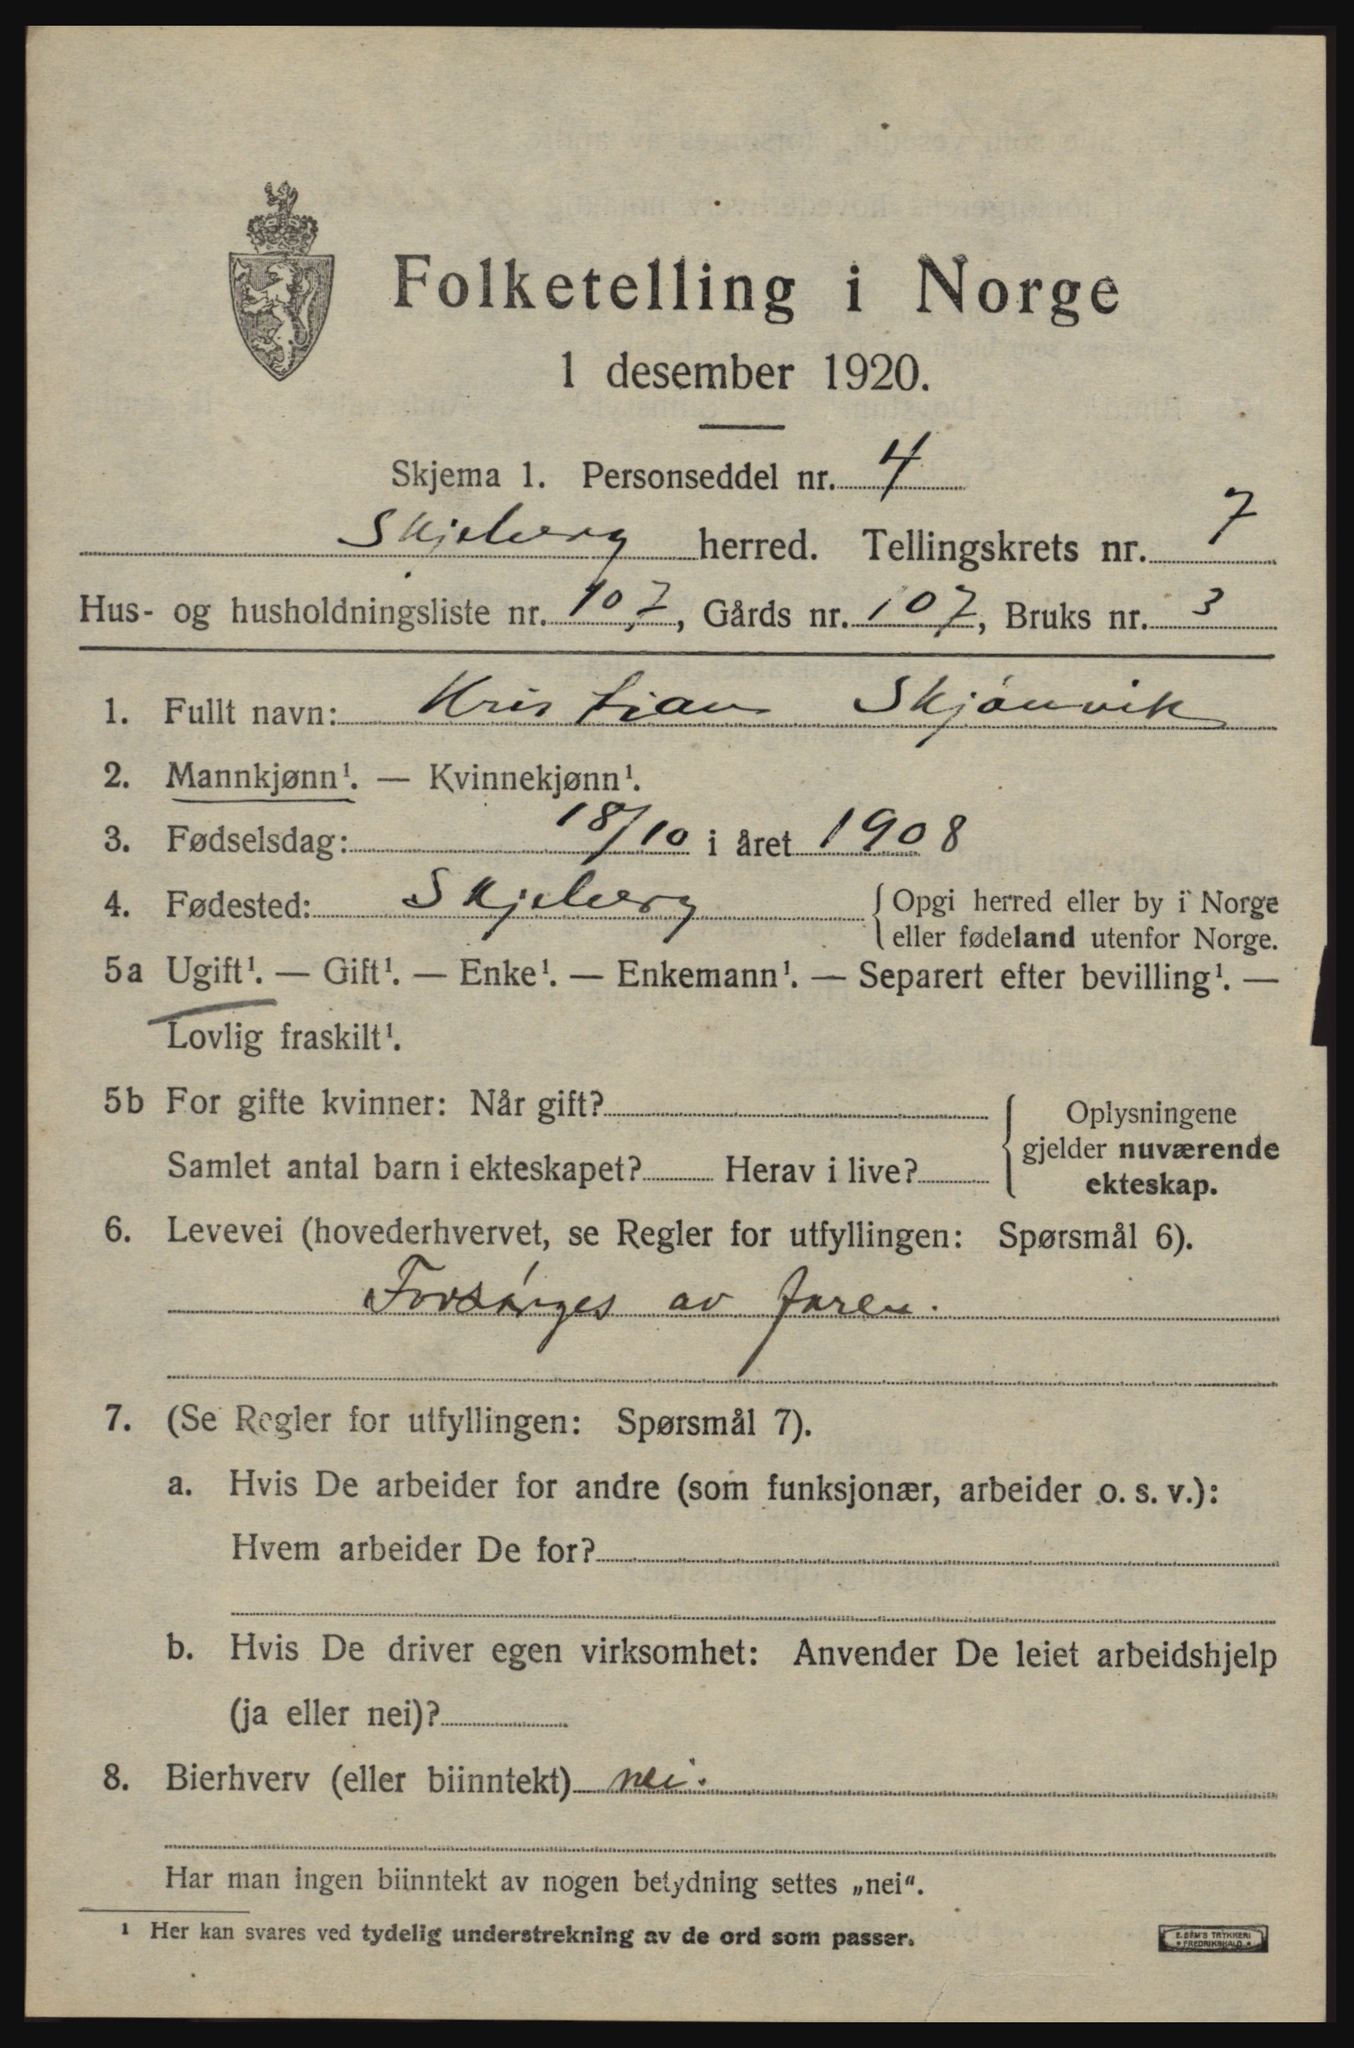 Folketelling i Norge
1 desember 1920.
Skjema 1. Personseddel nr. 4
Skjeberg herred. Tellingskrets nr. 7
Hus- og husholdningsliste nr. 107, Gårds nr. 107, Bruks nr. 3
1. Fullt navn: Kristian Skjønvik
2. Mannkjønn¹. — Kvinnekjønn¹.
3. Fødselsdag: 18/10 i året 1908
4. Fødested: Skjeberg { Opgi herred eller by i Norge
eller fødeland utenfor Norge.
5a Ugift¹. — Gift¹. — Enke¹. — Enkemann¹. — Separert efter bevilling¹. —
Lovlig fraskilt¹.
5b For gifte kvinner: Når gift?
Samlet antal barn i ekteskapet? Herav i live?
Oplysningene
gjelder nuværende
ekteskap.
6. Levevei (hovederhvervet, se Regler for utfyllingen: Spørsmål 6).
Forsørges av faren.
7. (Se Regler for utfyllingen: Spørsmål 7).
a. Hvis De arbeider for andre (som funksjonær, arbeider o. s. v.):
Hvem arbeider De for?
b. Hvis De driver egen virksomhet: Anvender De leiet arbeidshjelp
(ja eller nei)?
8. Bierhverv (eller biinntekt) nei.
Har man ingen biinntekt av nogen betydning settes „nei“.
¹ Her kan svares ved tydelig understrekning av de ord som passer.
E. SEM'S TRYKKERI
FREDRIKSHALD